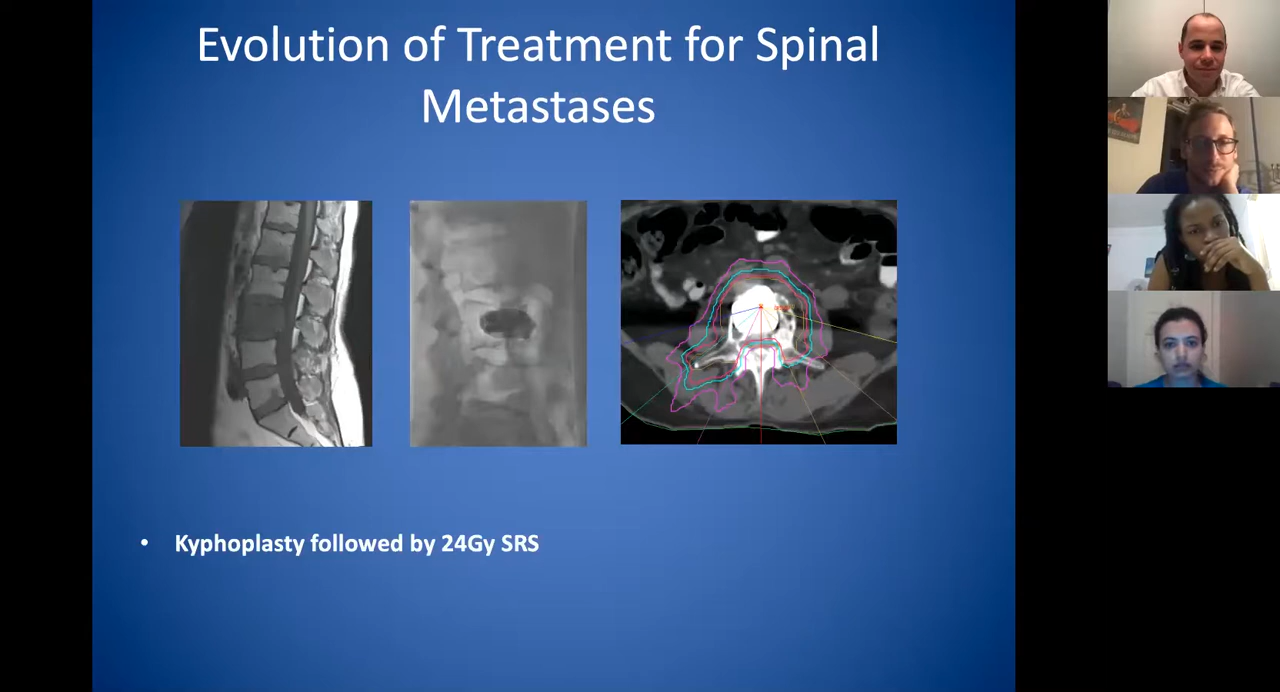 Evolution of Treatment for Spinal
Metastases
• Kyphoplasty followed by 24Gy SRS